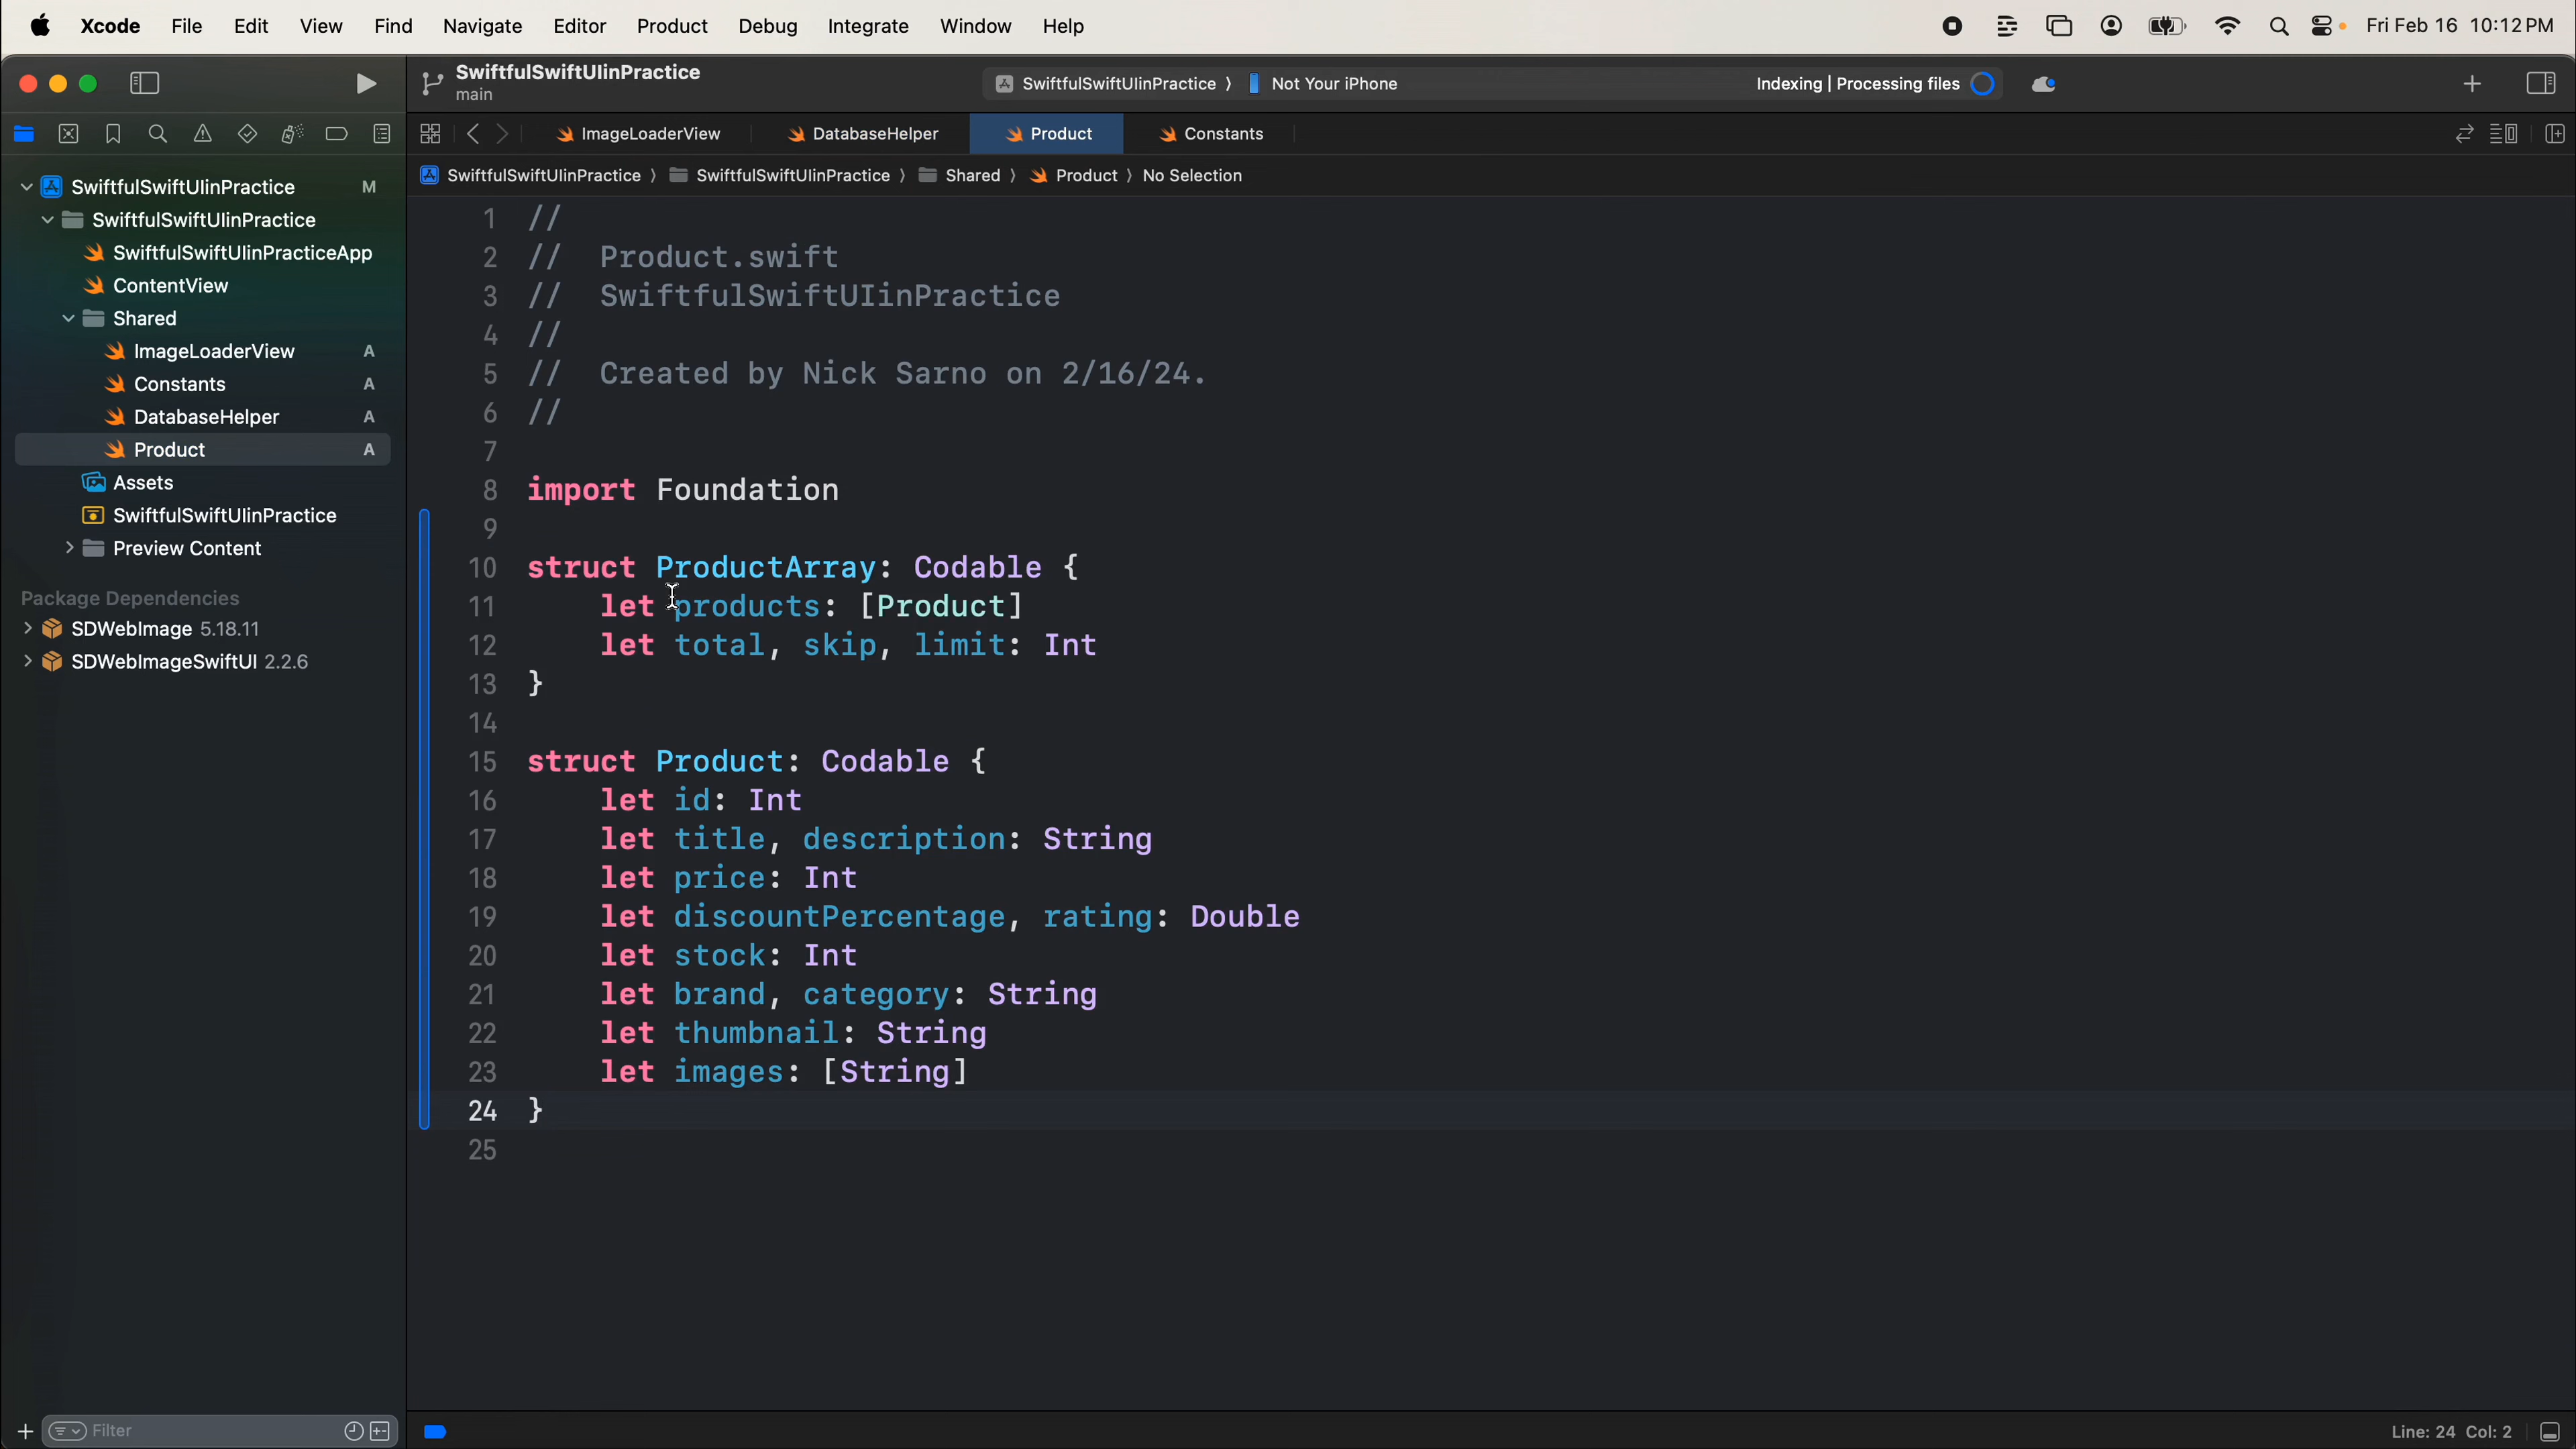 Xcode File Edit View Find Navigate Editor Product Debug Integrate Window Help Fri Feb 16 10:12 PM
SwiftfulSwiftUIinPractice
main
SwiftfulSwiftUIinPractice 〉 Not Your iPhone Indexing | Processing files
ImageLoaderView DatabaseHelper Product Constants
SwiftfulSwiftUIinPractice 〉 SwiftfulSwiftUIinPractice 〉 Shared 〉 Product 〉 No Selection
SwiftfulSwiftUIinPractice M
SwiftfulSwiftUIinPractice
SwiftfulSwiftUIinPracticeApp
ContentView
Shared
ImageLoaderView A
Constants A
DatabaseHelper A
Product A
Assets
SwiftfulSwiftUIinPractice
Preview Content
Package Dependencies
SDWebImage 5.18.11
SDWebImageSwiftUI 2.2.6
Filter
1 //
2 //  Product.swift
3 //  SwiftfulSwiftUIinPractice
4 //
5 //  Created by Nick Sarno on 2/16/24.
6 //
7
8 import Foundation
9
10 struct ProductArray: Codable {
11     let products: [Product]
12     let total, skip, limit: Int
13 }
14
15 struct Product: Codable {
16     let id: Int
17     let title, description: String
18     let price: Int
19     let discountPercentage, rating: Double
20     let stock: Int
21     let brand, category: String
22     let thumbnail: String
23     let images: [String]
24 }
25
Line: 24 Col: 2